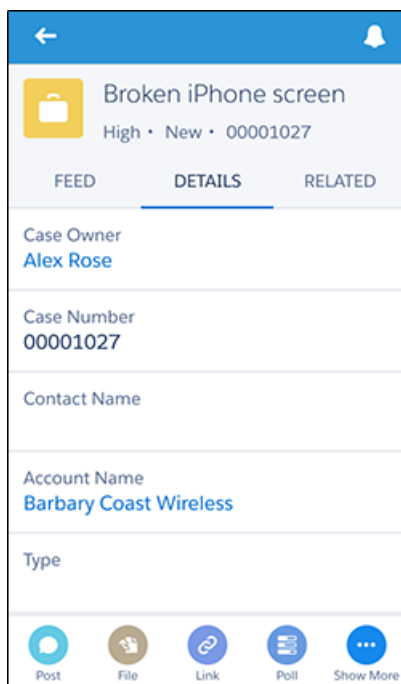 Broken iPhone screen
High • New • 00001027
FEED DETAILS RELATED
Case Owner
Alex Rose
Case Number
00001027
Contact Name
Account Name
Barbary Coast Wireless
Type
Post File Link Poll Show More